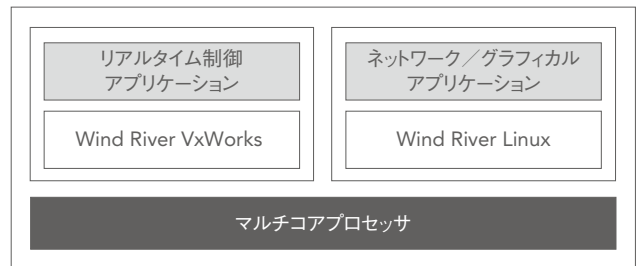 リアルタイム制御
アプリケーション
Wind River VxWorks
ネットワーク／グラフィカル
アプリケーション
Wind River Linux
マルチコアプロセッサ